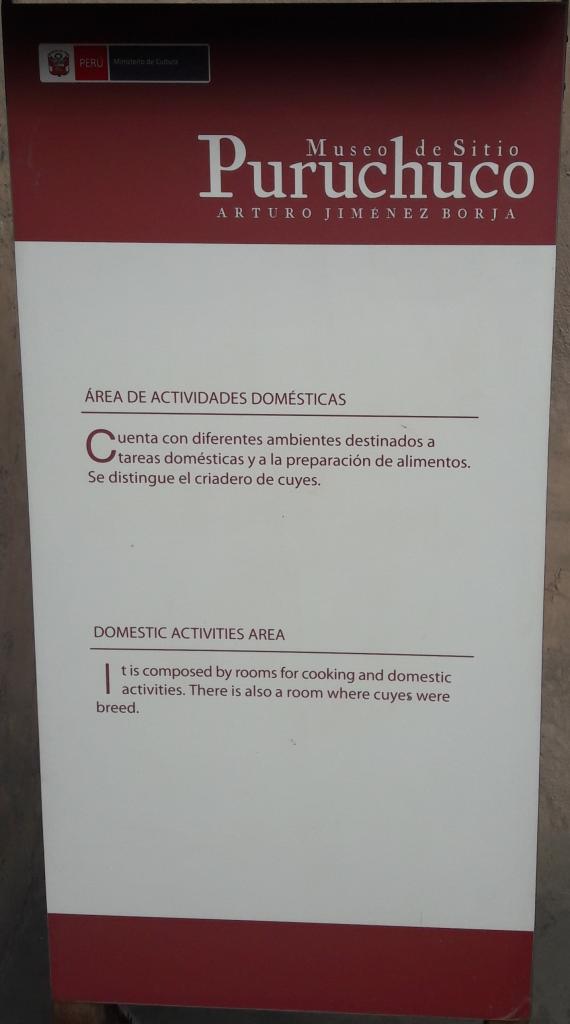 PERÚ Ministerio de Cultura
Museo de Sitio
Puruchuco
ARTURO JIMÉNEZ BORJA
ÁREA DE ACTIVIDADES DOMÉSTICAS
Cuenta con diferentes ambientes destinados a
tareas domésticas y a la preparación de alimentos.
Se distingue el criadero de cuyes.
DOMESTIC ACTIVITIES AREA
It is composed by rooms for cooking and domestic
activities. There is also a room where cuyes were
breed.